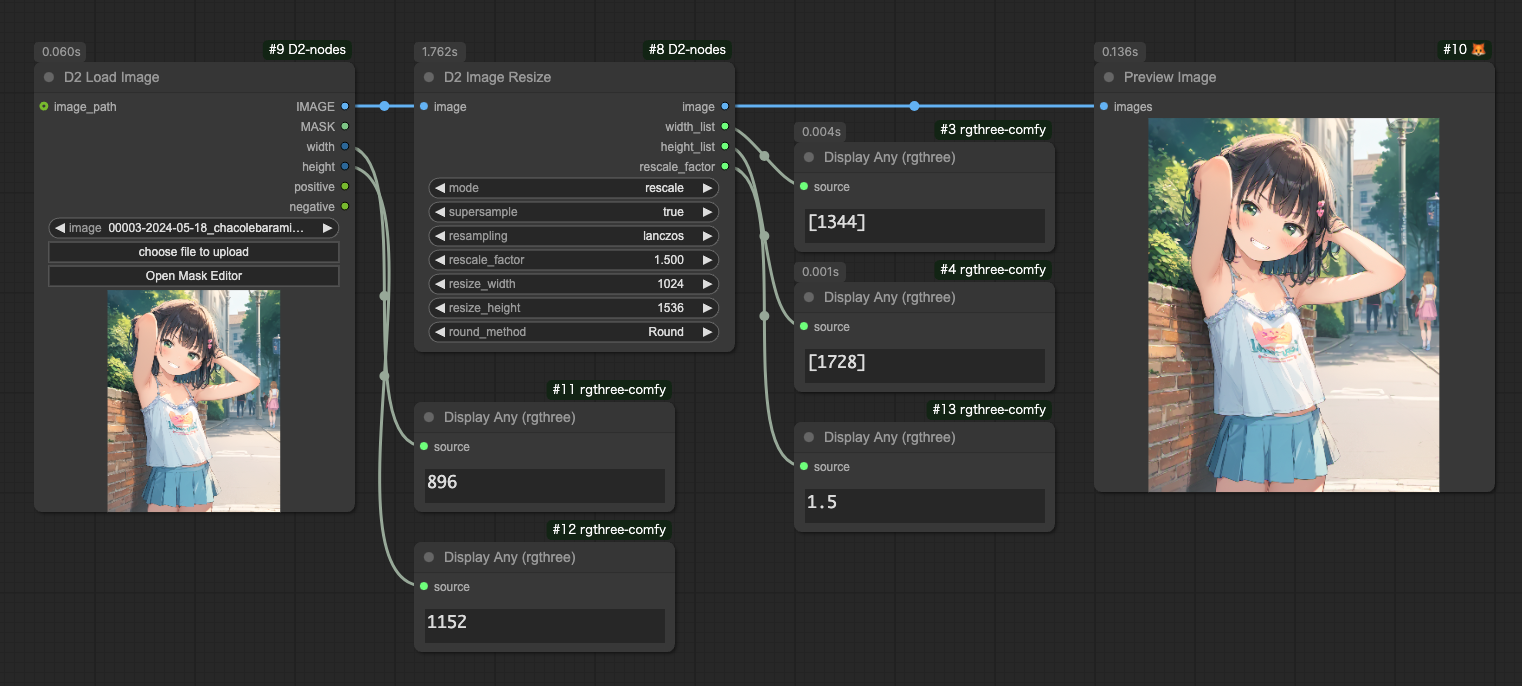 0.060s
#9 D2-nodes
D2 Load Image
image_path
IMAGE
MASK
width
height
positive
negative
image 00003-2024-05-18_chacolebarami...
choose file to upload
Open Mask Editor
1.762s
#8 D2-nodes
D2 Image Resize
image
image
width_list
height_list
rescale_factor
mode rescale
supersample true
resampling lanczos
rescale_factor 1.500
resize_width 1024
resize_height 1536
round_method Round
#11 rgthree-comfy
Display Any (rgthree)
source
896
#12 rgthree-comfy
Display Any (rgthree)
source
1152
0.004s
#3 rgthree-comfy
Display Any (rgthree)
source
[1344]
0.001s
#4 rgthree-comfy
Display Any (rgthree)
source
[1728]
#13 rgthree-comfy
Display Any (rgthree)
source
1.5
0.136s
#10 🦊
Preview Image
images